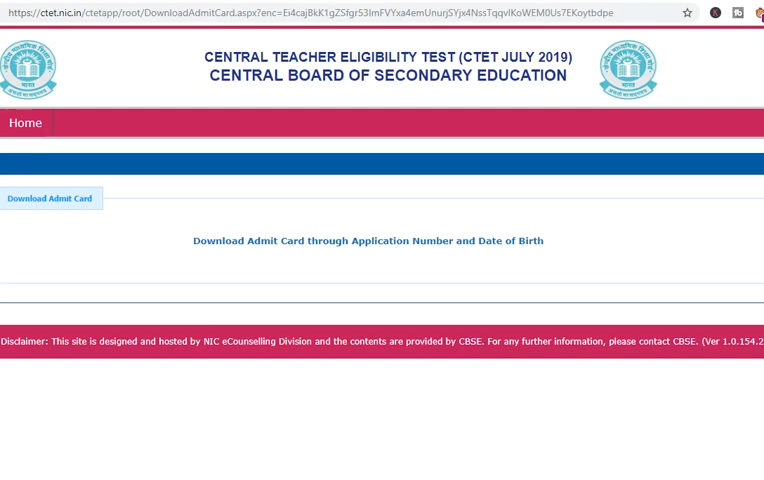 https://ctet.nic.in/ctetapp/root/DownloadAdmitCard.aspx?enc=Ei4cajBkK1gZSfgr53ImFVYxa4emUnurjSYjx4NssTqqvlKoWEM0Us7EKoytbdpe
CENTRAL TEACHER ELIGIBILITY TEST (CTET JULY 2019)
CENTRAL BOARD OF SECONDARY EDUCATION
Home
Download Admit Card
Download Admit Card through Application Number and Date of Birth
Disclaimer: This site is designed and hosted by NIC eCounselling Division and the contents are provided by CBSE. For any further information, please contact CBSE. (Ver 1.0.154.2